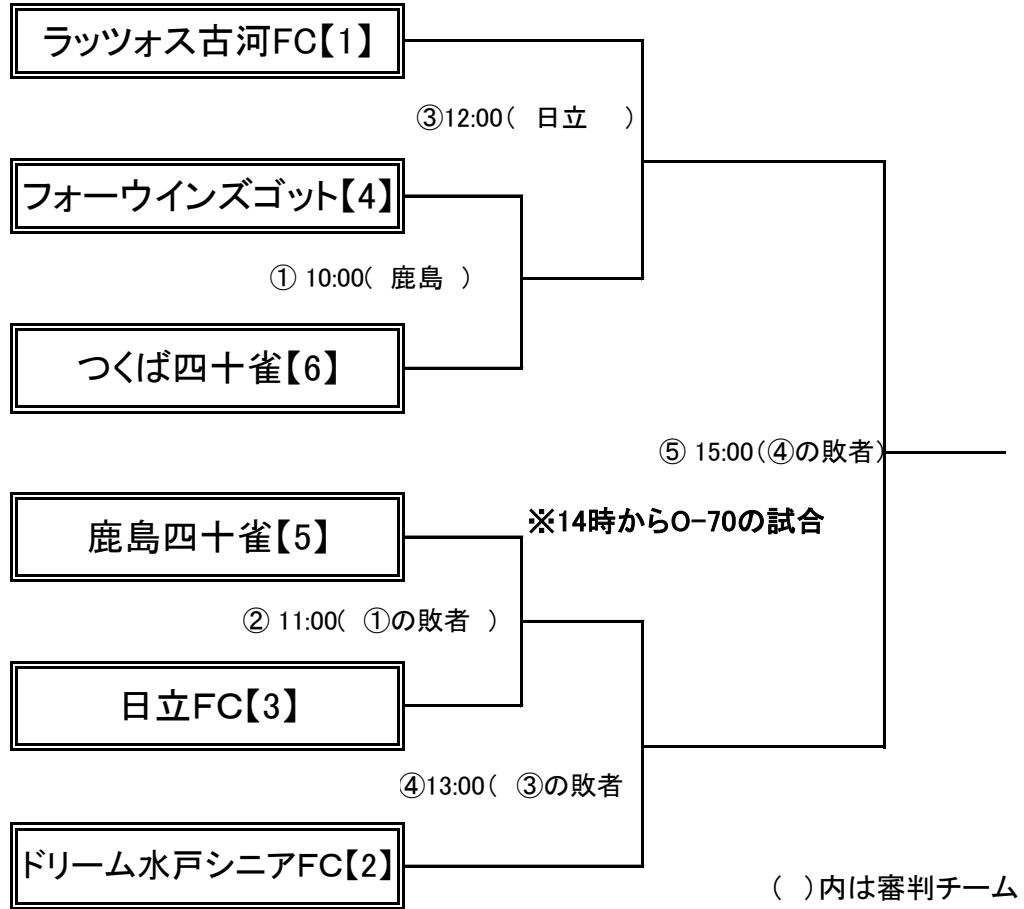 ラッツォス古河FC【1】
③12:00（ 日立 ）
フォーウインズゴット【4】
① 10:00( 鹿島 ）
つくば四十雀【6】
⑤ 15:00（④の敗者）
鹿島四十雀【5】
※14時からO-70の試合
② 11:00( ①の敗者 ）
日立FC【3】
④13:00（ ③の敗者
ドリーム水戸シニアFC【2】
（ ）内は審判チーム